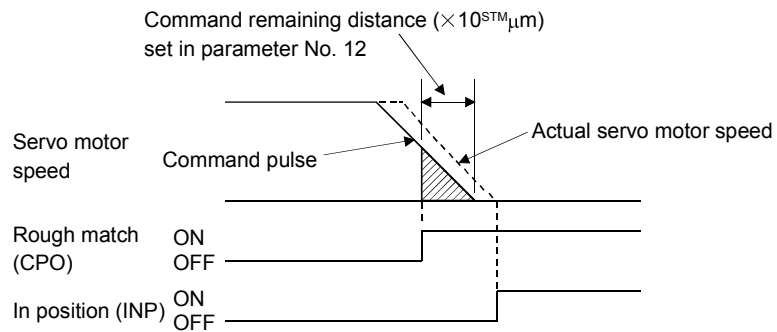 Command remaining distance (×10STMμm)
set in parameter No. 12
Servo motor
speed
Command pulse
Actual servo motor speed
Rough match
(CPO)
ON
OFF
In position (INP)
ON
OFF